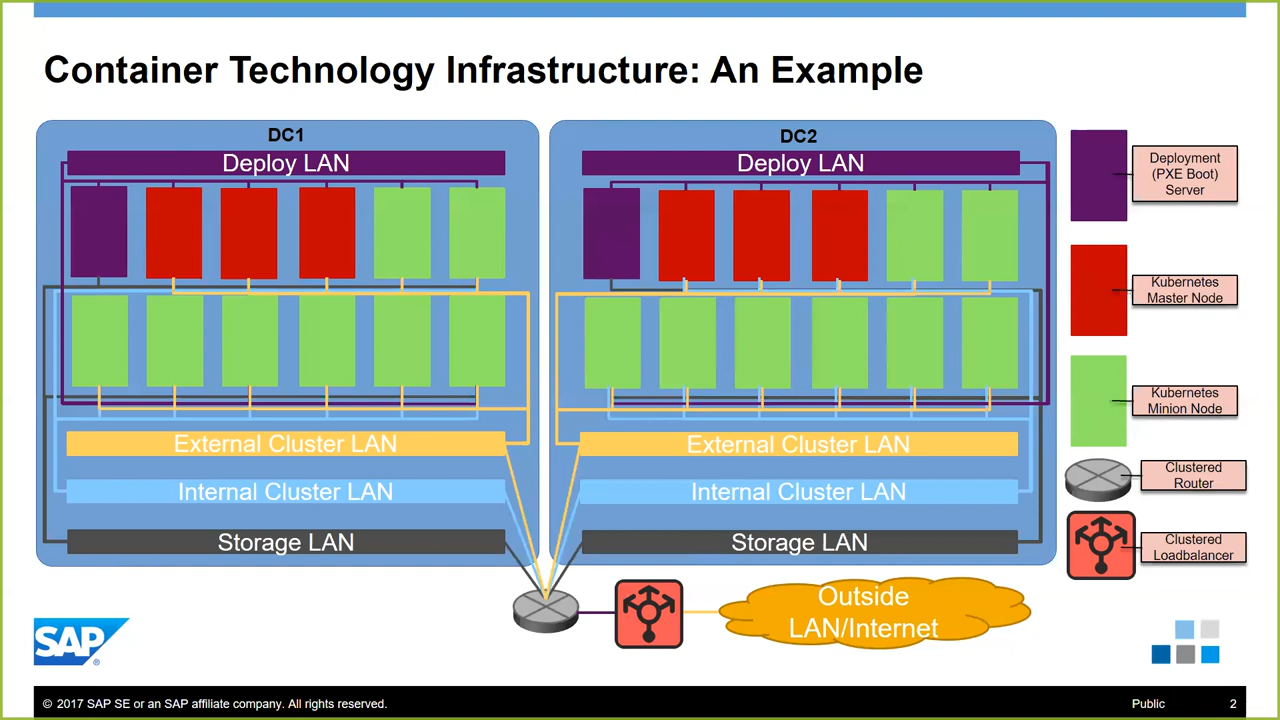 Container Technology Infrastructure: An Example
DC1
Deploy LAN
External Cluster LAN
Internal Cluster LAN
Storage LAN
DC2
Deploy LAN
External Cluster LAN
Internal Cluster LAN
Storage LAN
Deployment
(PXE Boot)
Server
Kubernetes
Master Node
Kubernetes
Minion Node
Clustered
Router
Clustered
Loadbalancer
Outside
LAN/Internet
SAP®
© 2017 SAP SE or an SAP affiliate company. All rights reserved.
Public
2